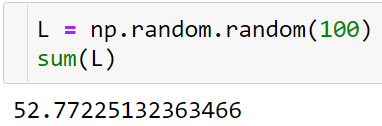 L = np.random.random(100)
sum(L)
52.77225132363466